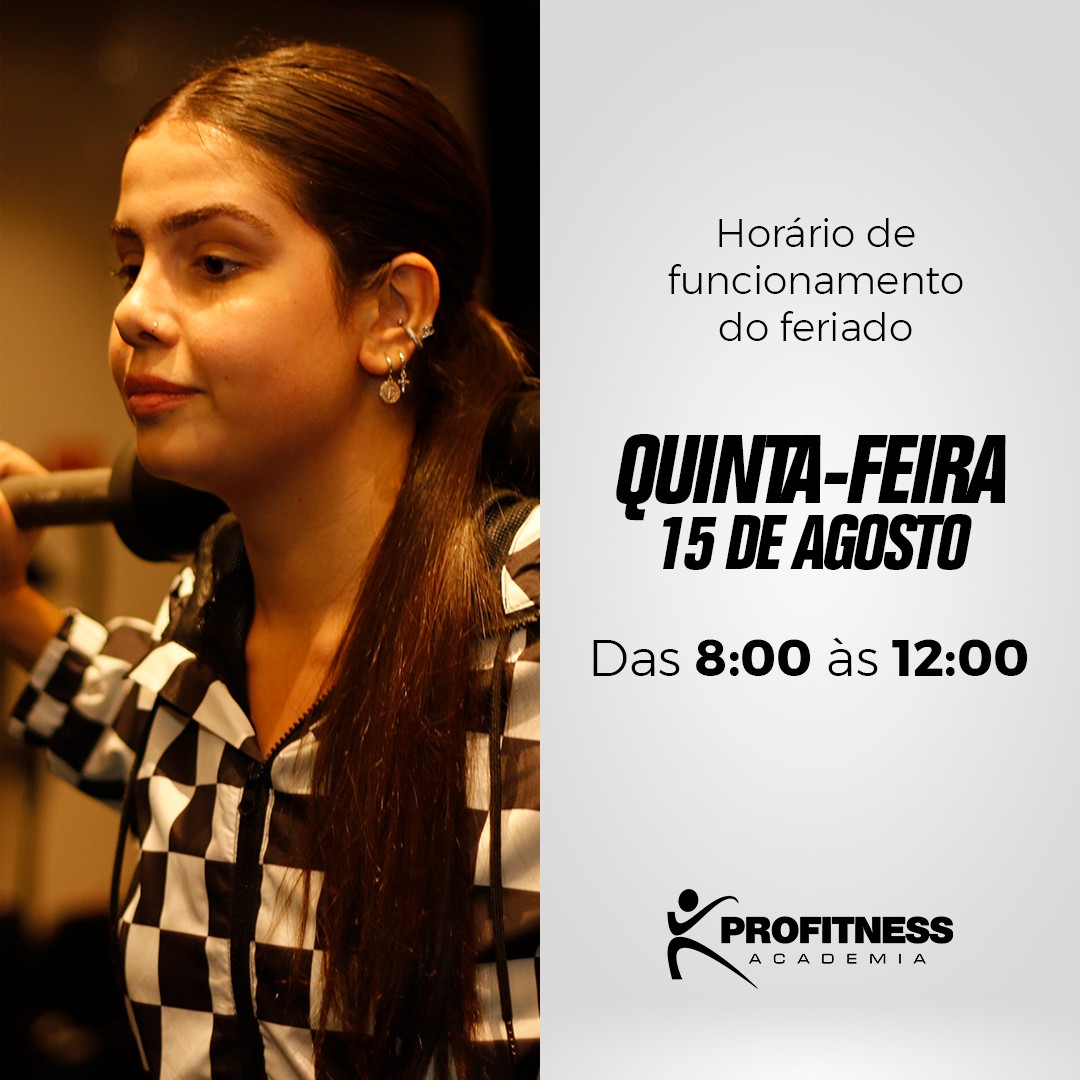 Horário de
funcionamento
do feriado
QUINTA-FEIRA
15 DE AGOSTO
Das 8:00 às 12:00
PROFITNESS
ACADEMIA